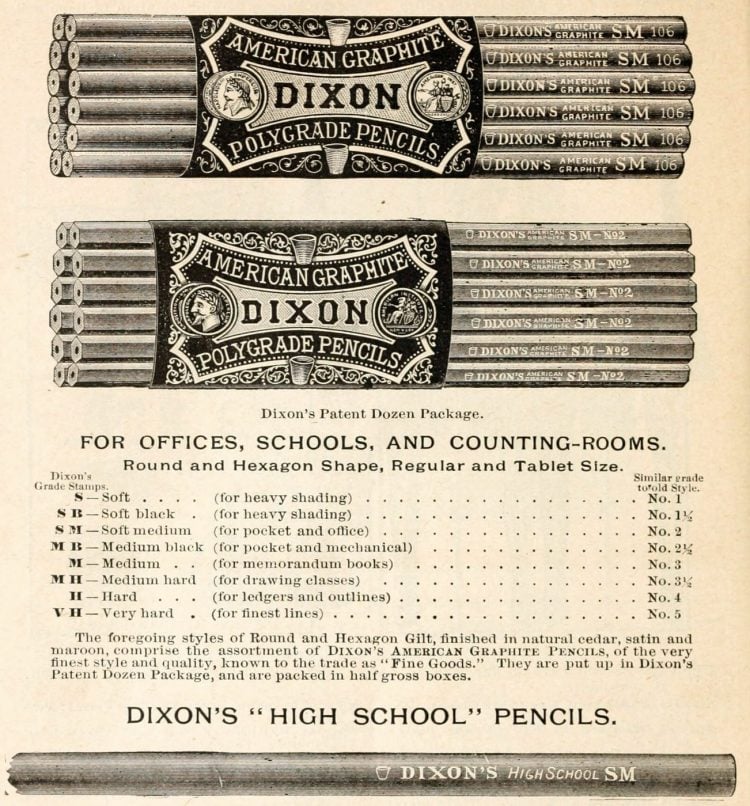 AMERICAN GRAPHITE
DIXON
POLYGRADE PENCILS
DIXON'S AMERICAN GRAPHITE SM 106
DIXON'S AMERICAN GRAPHITE SM 106
DIXON'S AMERICAN GRAPHITE SM 106
DIXON'S AMERICAN GRAPHITE SM 106
DIXON'S AMERICAN GRAPHITE SM 106
DIXON'S AMERICAN GRAPHITE SM 106
AMERICAN GRAPHITE
DIXON
POLYGRADE PENCILS
DIXON'S AMERICAN GRAPHITE SM-No2
DIXON'S AMERICAN GRAPHITE SM-No2
DIXON'S AMERICAN GRAPHITE SM-No2
DIXON'S AMERICAN GRAPHITE SM-No2
DIXON'S AMERICAN GRAPHITE SM-No2
DIXON'S AMERICAN GRAPHITE SM-No2
Dixon's Patent Dozen Package.
FOR OFFICES, SCHOOLS, AND COUNTING-ROOMS.
Round and Hexagon Shape, Regular and Tablet Size.
Dixon's Grade Stamps. Similar grade to old Style.
S—Soft . . . . (for heavy shading) . . . . . . . . . . . . . . No. 1
S B—Soft black . (for heavy shading) . . . . . . . . . . . . . . No. 1½
S M—Soft medium (for pocket and office) . . . . . . . . . . . . . No. 2
M B—Medium black (for pocket and mechanical) . . . . . . . . . . . No. 2½
M—Medium . . (for memorandum books) . . . . . . . . . . . . No. 3
M H—Medium hard (for drawing classes) . . . . . . . . . . . . . . No. 3½
H—Hard . . . (for ledgers and outlines) . . . . . . . . . . . . No. 4
V H—Very hard . (for finest lines) . . . . . . . . . . . . . . . No. 5
The foregoing styles of Round and Hexagon Gilt, finished in natural cedar, satin and
maroon, comprise the assortment of DIXON'S AMERICAN GRAPHITE PENCILS, of the very
finest style and quality, known to the trade as "Fine Goods." They are put up in Dixon's
Patent Dozen Package, and are packed in half gross boxes.
DIXON'S "HIGH SCHOOL" PENCILS.
DIXON'S HIGH SCHOOL SM